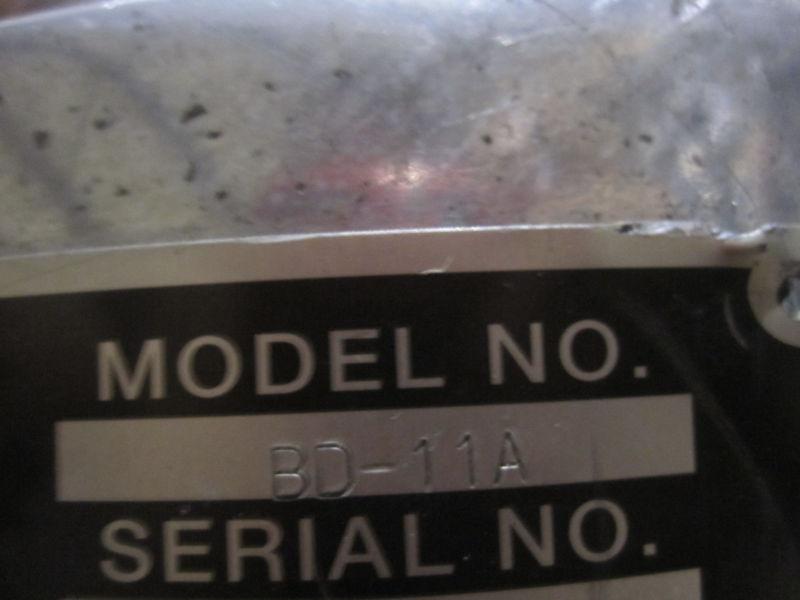 MODEL NO.
BD-11A
SERIAL NO.